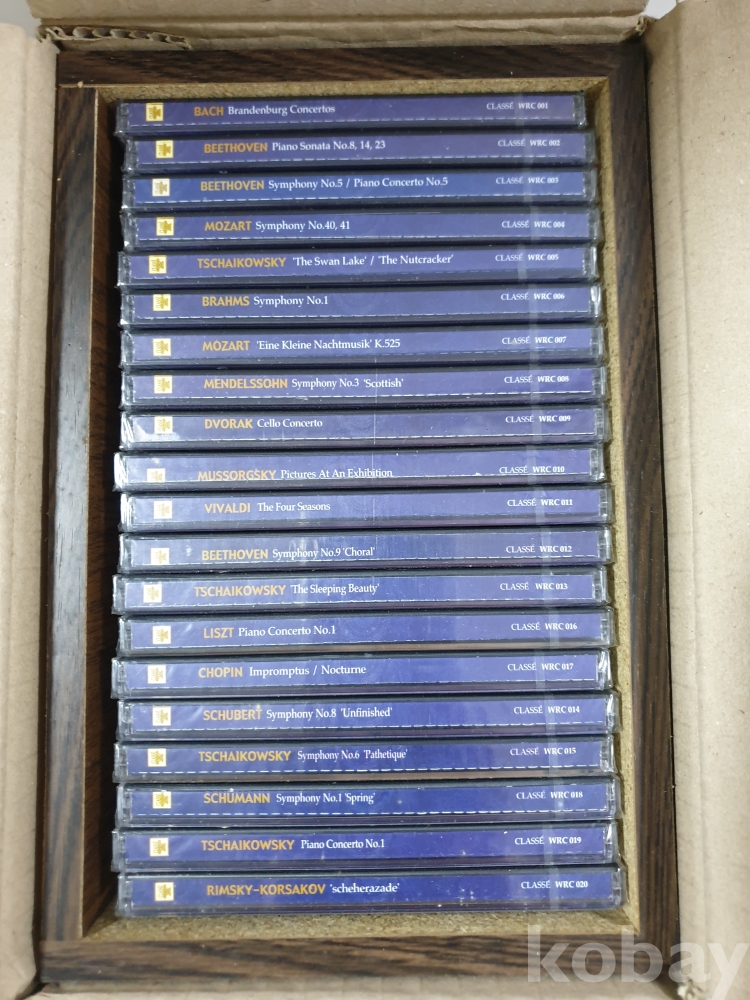 BACH Brandenburg Concertos CLASSÉ WRC 001
BEETHOVEN Piano Sonata No.8, 14, 23 CLASSÉ WRC 002
BEETHOVEN Symphony No.5 / Piano Concerto No.5 CLASSÉ WRC 003
MOZART Symphony No.40, 41 CLASSÉ WRC 004
TSCHAIKOWSKY 'The Swan Lake' / 'The Nutcracker' CLASSÉ WRC 005
BRAHMS Symphony No.1 CLASSÉ WRC 006
MOZART 'Eine Kleine Nachtmusik' K.525 CLASSÉ WRC 007
MENDELSSOHN Symphony No.3 'Scottish' CLASSÉ WRC 008
DVORAK Cello Concerto CLASSÉ WRC 009
MUSSORGSKY Pictures At An Exhibition CLASSÉ WRC 010
VIVALDI The Four Seasons CLASSÉ WRC 011
BEETHOVEN Symphony No.9 'Choral' CLASSÉ WRC 012
TSCHAIKOWSKY 'The Sleeping Beauty' CLASSÉ WRC 013
LISZT Piano Concerto No.1 CLASSÉ WRC 016
CHOPIN Impromptus / Nocturne CLASSÉ WRC 017
SCHUBERT Symphony No.8 'Unfinished' CLASSÉ WRC 014
TSCHAIKOWSKY Symphony No.6 'Pathetique' CLASSÉ WRC 015
SCHUMANN Symphony No.1 'Spring' CLASSÉ WRC 018
TSCHAIKOWSKY Piano Concerto No.1 CLASSÉ WRC 019
RIMSKY-KORSAKOV 'scheherazade' CLASSÉ WRC 020
kobay